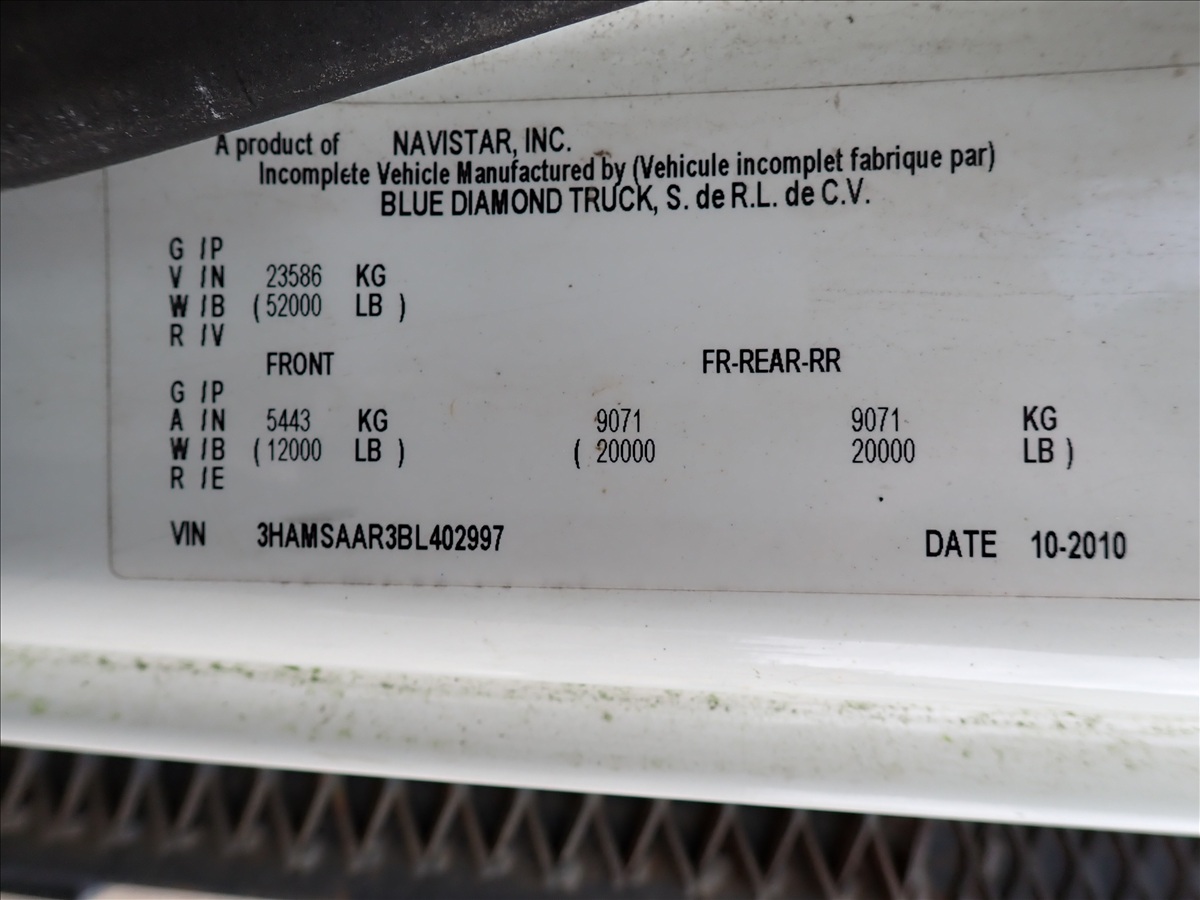 A product of NAVISTAR, INC.
Incomplete Vehicle Manufactured by (Vehicule incomplet fabrique par)
BLUE DIAMOND TRUCK, S. de R.L. de C.V.
G /P
V /N 23586 KG
W /B ( 52000 LB )
R /V
FRONT FR-REAR-RR
G /P
A /N 5443 KG 9071 9071 KG
W /B ( 12000 LB ) ( 20000 20000 LB )
R /E
VIN 3HAMSAAR3BL402997 DATE 10-2010